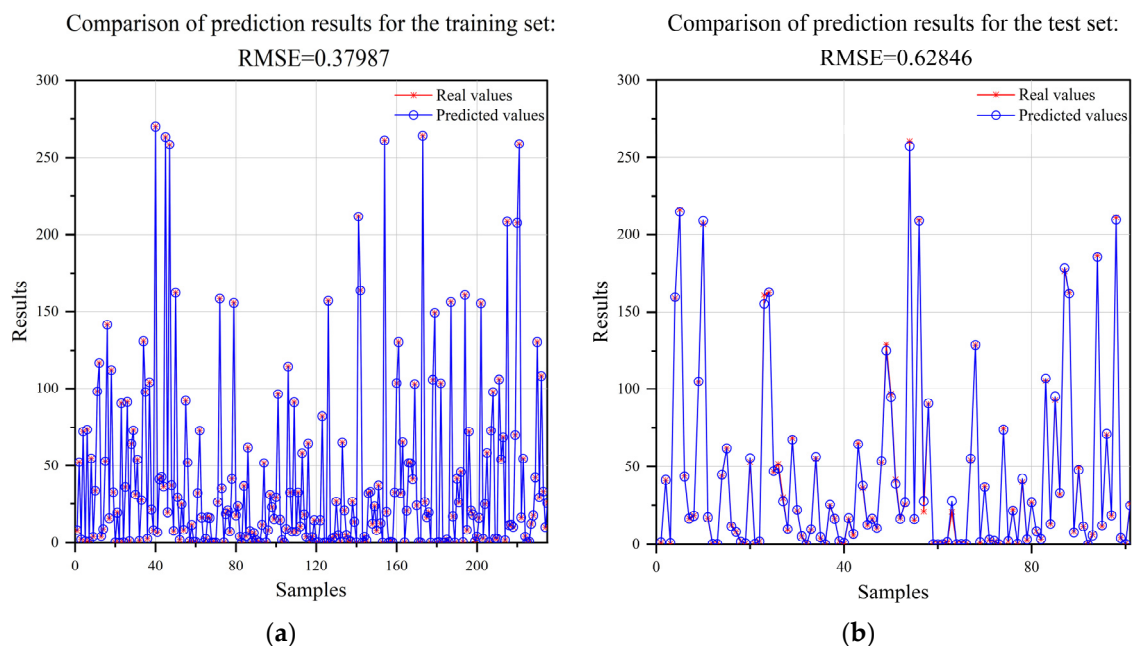 Comparison of prediction results for the training set:
RMSE=0.37987
300
250
200
150
100
50
0
Results
Real values
Predicted values
0
40
80
120
160
200
Samples
(a)
Comparison of prediction results for the test set:
RMSE=0.62846
300
250
200
150
100
50
0
Results
Real values
Predicted values
0
40
80
Samples
(b)